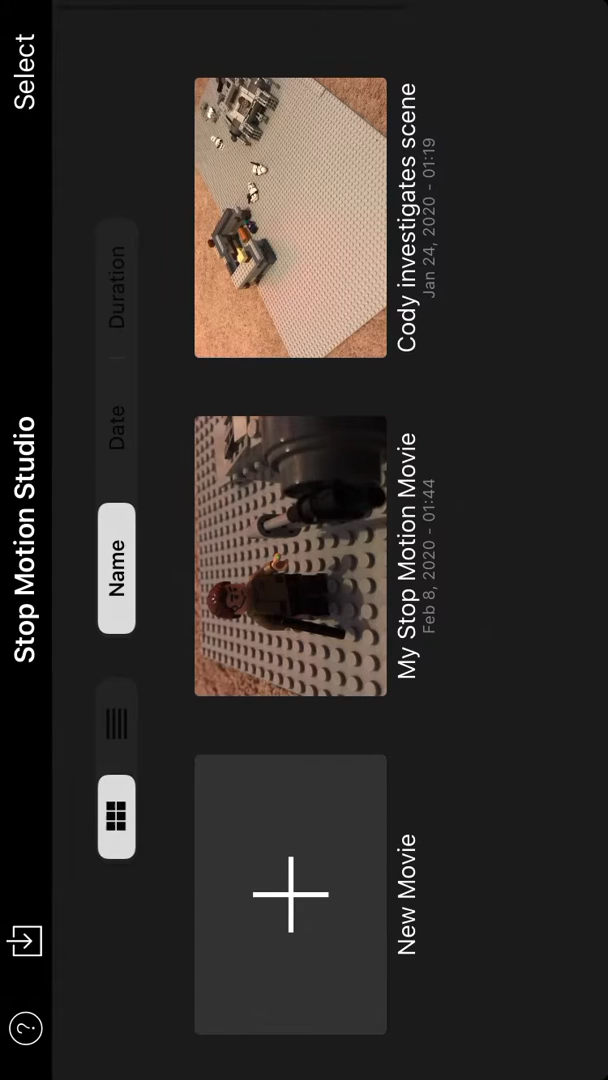 ?
Stop Motion Studio
Select
Name
Date
Duration
New Movie
My Stop Motion Movie
Feb 8, 2020 - 01:44
Cody investigates scene
Jan 24, 2020 - 01:19